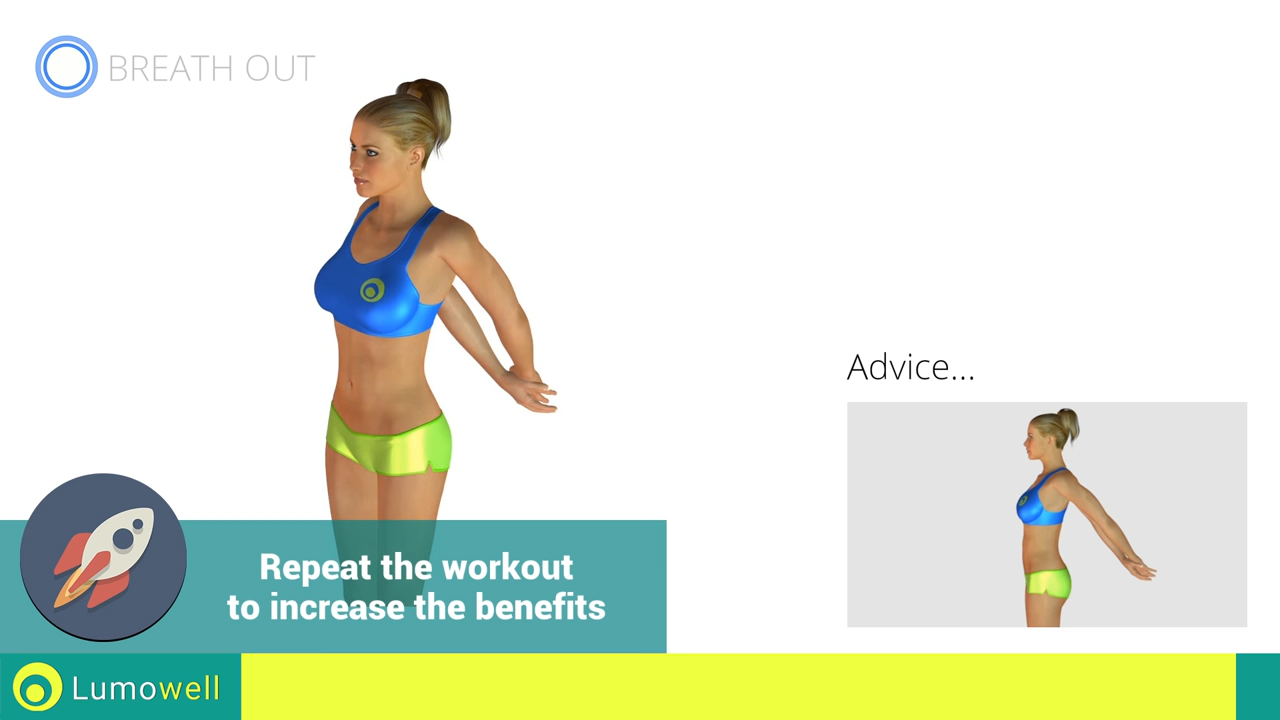 BREATH OUT
Advice...
Repeat the workout
to increase the benefits
Lumowell